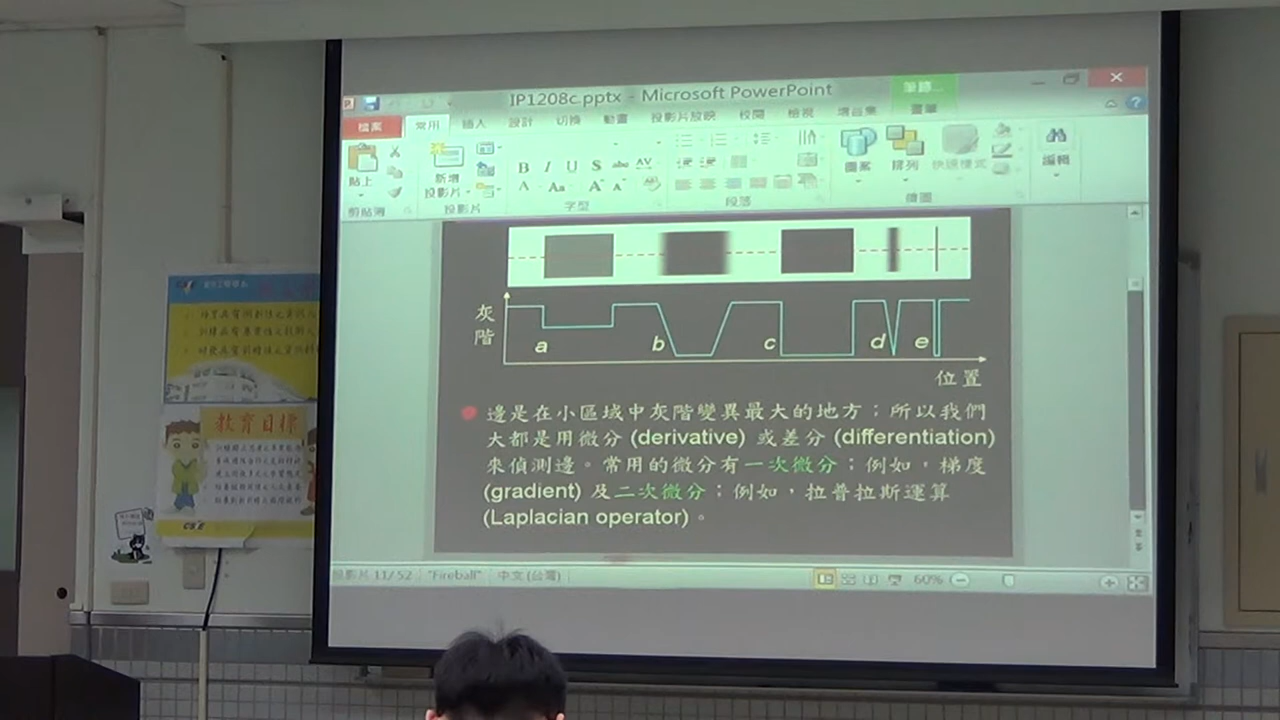 IP1208c.pptx - Microsoft PowerPoint
檔案 常用 插入 設計 切換 動畫 投影片放映 校閱 檢視 增益集
貼上 新增 投影片 B I U S abc AV 圖案 排列 快速樣式 編輯
A Aa A A
剪貼簿 投影片 字型 段落 繪圖
灰階
a b c d e
位置
邊是在小區域中灰階變異最大的地方；所以我們
大都是用微分 (derivative) 或差分 (differentiation)
來偵測邊。常用的微分有一次微分；例如，梯度
(gradient) 及二次微分；例如，拉普拉斯運算
(Laplacian operator) 。
投影片 11/52 "Fireball" 中文 (台灣) 60%
教育目標
CSIE